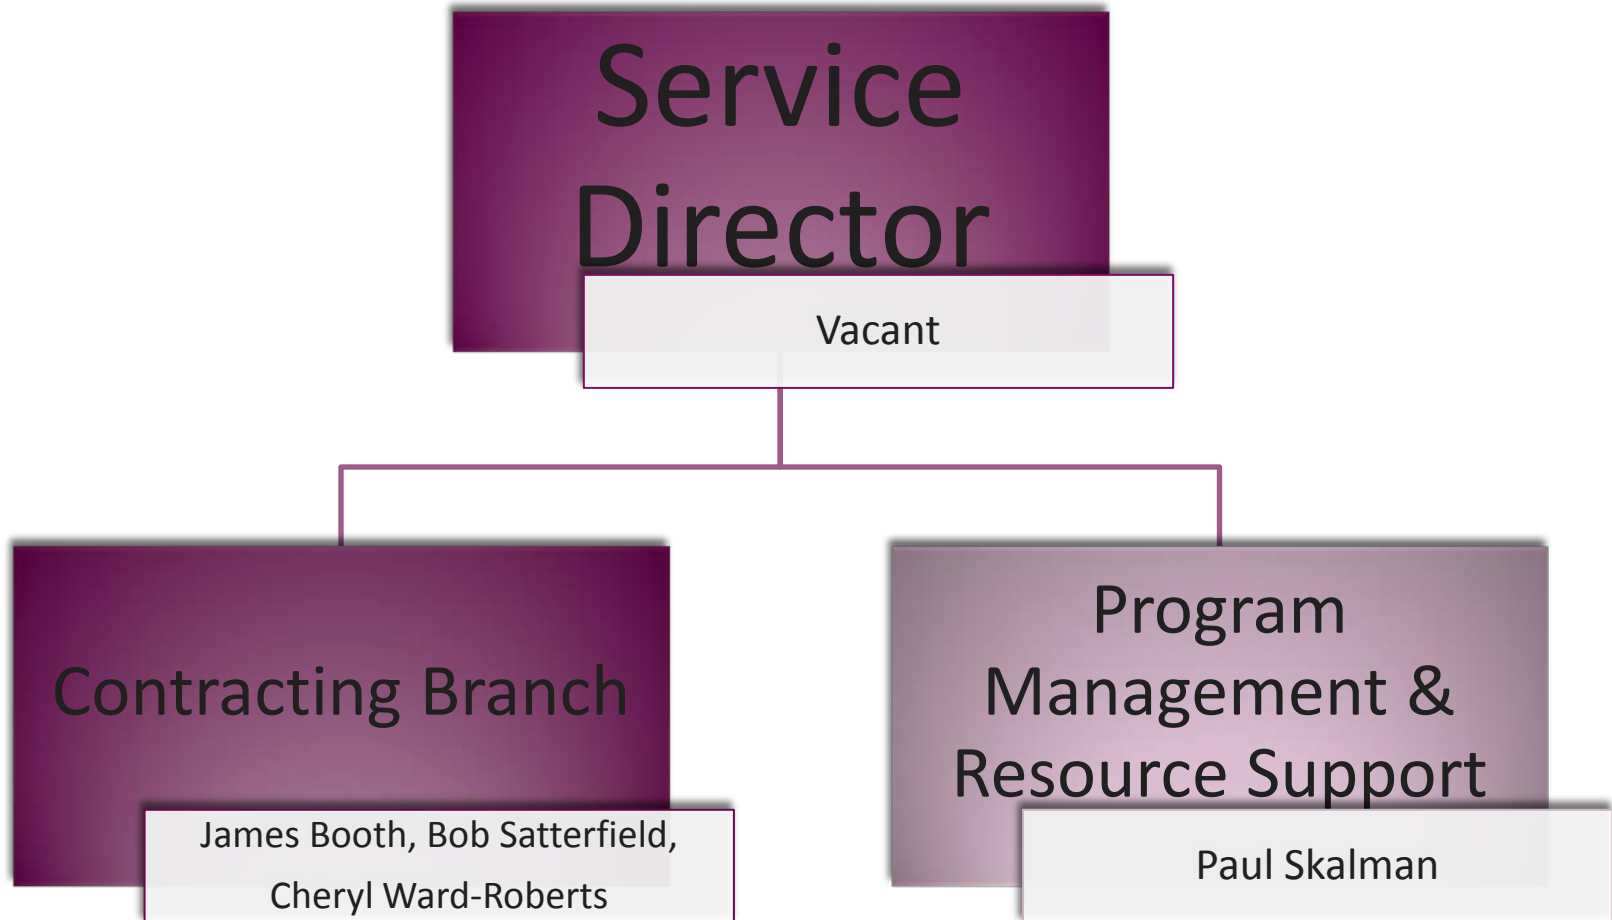 Service
Director
Vacant
Contracting Branch
James Booth, Bob Satterfield,
Cheryl Ward-Roberts
Program
Management &
Resource Support
Paul Skalman